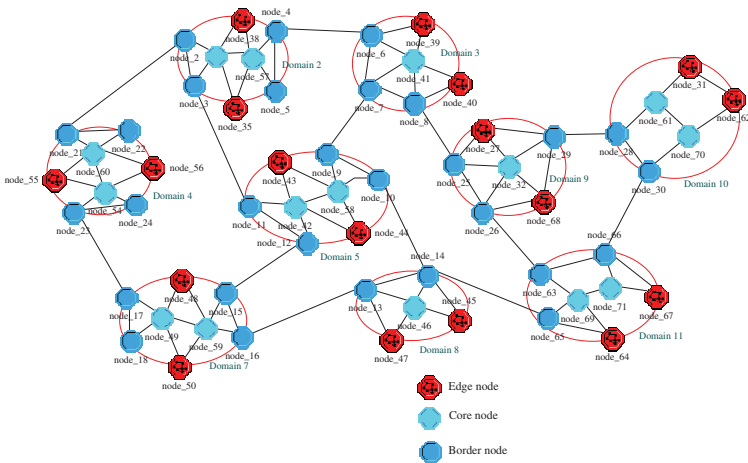 node_4
node_38
node_2
node_57
Domain 2
node_3
node_5
node_35
node_6
node_39
Domain 3
node_41
node_40
node_7
node_8
node_31
node_61
node_62
node_70
node_28
node_30
Domain 10
node_27
node_29
node_25
node_32
Domain 9
node_68
node_26
node_21
node_22
node_60
node_56
node_55
Domain 4
node_54
node_23
node_24
node_43
node_9
node_10
node_58
node_11
node_42
node_44
node_12
Domain 5
node_14
node_66
node_63
node_71
node_69
node_67
node_65
Domain 11
node_64
node_48
node_15
node_17
node_49
node_59
node_16
node_18
Domain 7
node_50
node_13
node_45
node_46
Domain 8
node_47
Edge node
Core node
Border node